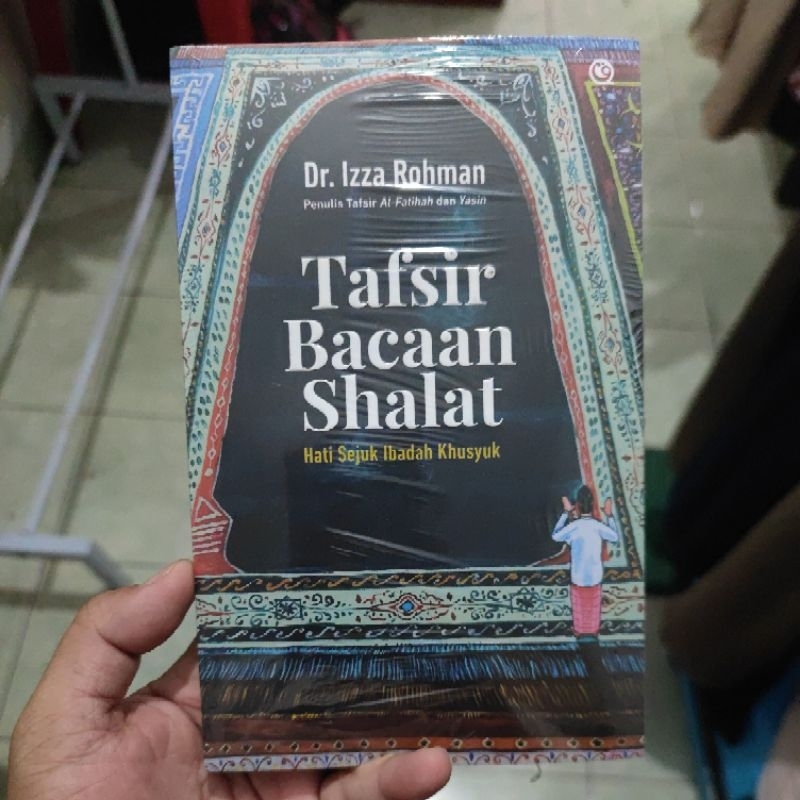 Dr. Izza Rohman
Penulis Tafsir Al-Fatihah dan Yasin
Tafsir
Bacaan
Shalat
Hati Sejuk Ibadah Khusyuk